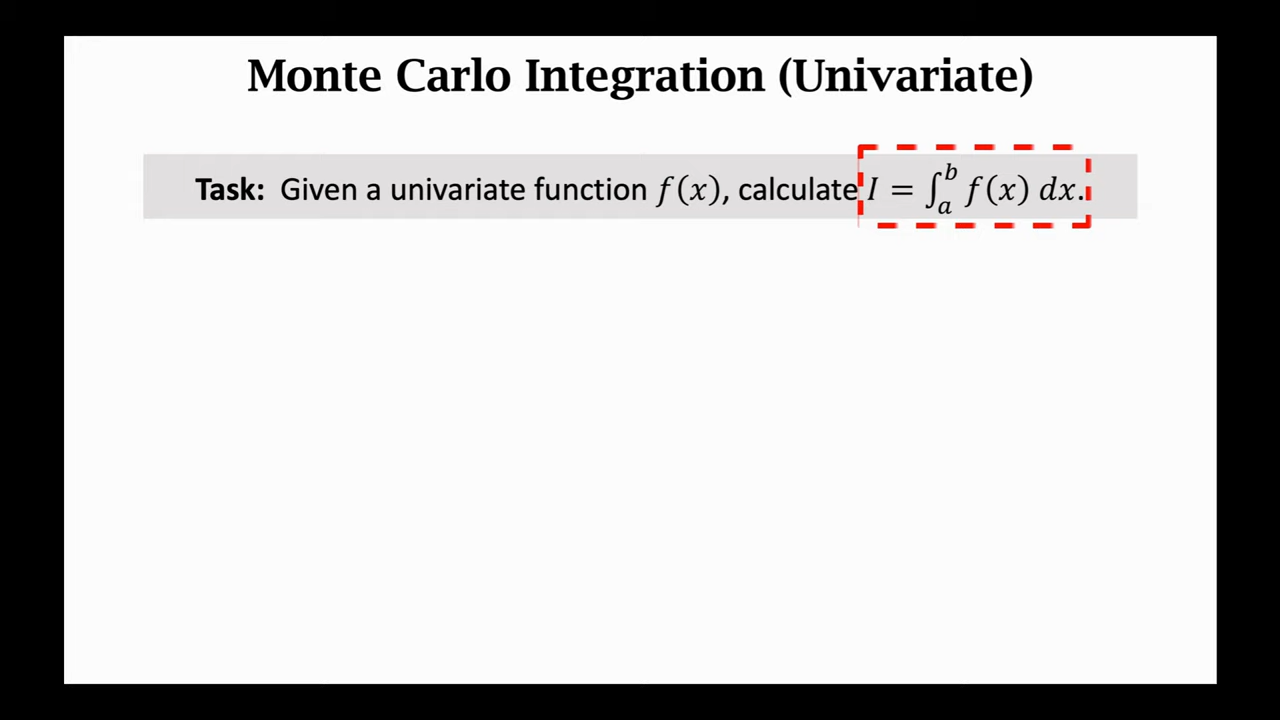 Monte Carlo Integration (Univariate)
Task: Given a univariate function f(x), calculate I = ∫_a^b f(x) dx.